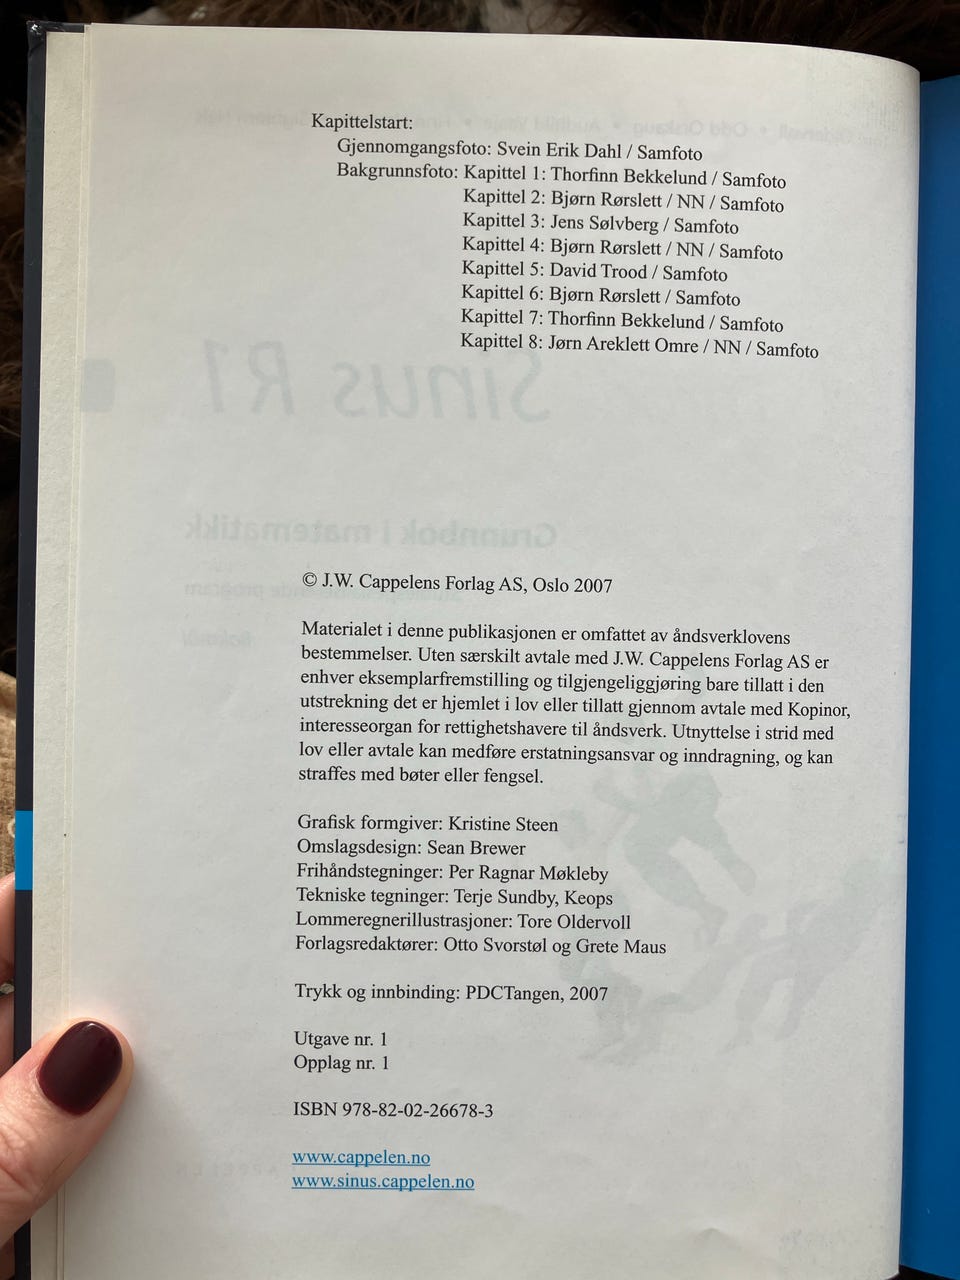 Kapittelstart:
Gjennomgangsfoto: Svein Erik Dahl / Samfoto
Bakgrunnsfoto: Kapittel 1: Thorfinn Bekkelund / Samfoto
Kapittel 2: Bjørn Rørslett / NN / Samfoto
Kapittel 3: Jens Sølvberg / Samfoto
Kapittel 4: Bjørn Rørslett / NN / Samfoto
Kapittel 5: David Trood / Samfoto
Kapittel 6: Bjørn Rørslett / Samfoto
Kapittel 7: Thorfinn Bekkelund / Samfoto
Kapittel 8: Jørn Areklett Omre / NN / Samfoto
Sinus R1
Grunnbok i matematikk
© J.W. Cappelens Forlag AS, Oslo 2007
Materialet i denne publikasjonen er omfattet av åndsverklovens
bestemmelser. Uten særskilt avtale med J.W. Cappelens Forlag AS er
enhver eksemplarfremstilling og tilgjengeliggjøring bare tillatt i den
utstrekning det er hjemlet i lov eller tillatt gjennom avtale med Kopinor,
interesseorgan for rettighetshavere til åndsverk. Utnyttelse i strid med
lov eller avtale kan medføre erstatningsansvar og inndragning, og kan
straffes med bøter eller fengsel.
Grafisk formgiver: Kristine Steen
Omslagsdesign: Sean Brewer
Frihåndstegninger: Per Ragnar Møkleby
Tekniske tegninger: Terje Sundby, Keops
Lommeregnerillustrasjoner: Tore Oldervoll
Forlagsredaktører: Otto Svorstøl og Grete Maus
Trykk og innbinding: PDCTangen, 2007
Utgave nr. 1
Opplag nr. 1
ISBN 978-82-02-26678-3
www.cappelen.no
www.sinus.cappelen.no